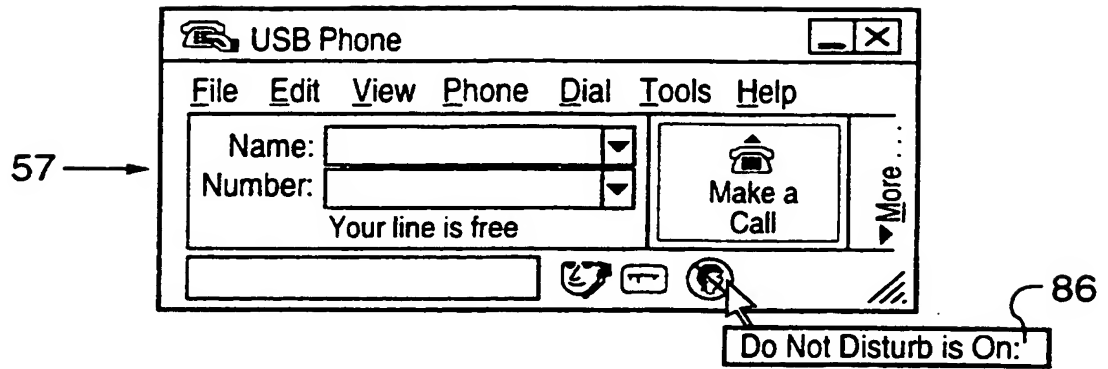 USB Phone
File Edit View Phone Dial Tools Help
57
Name:
Number:
Your line is free
Make a
Call
More...
86
Do Not Disturb is On: